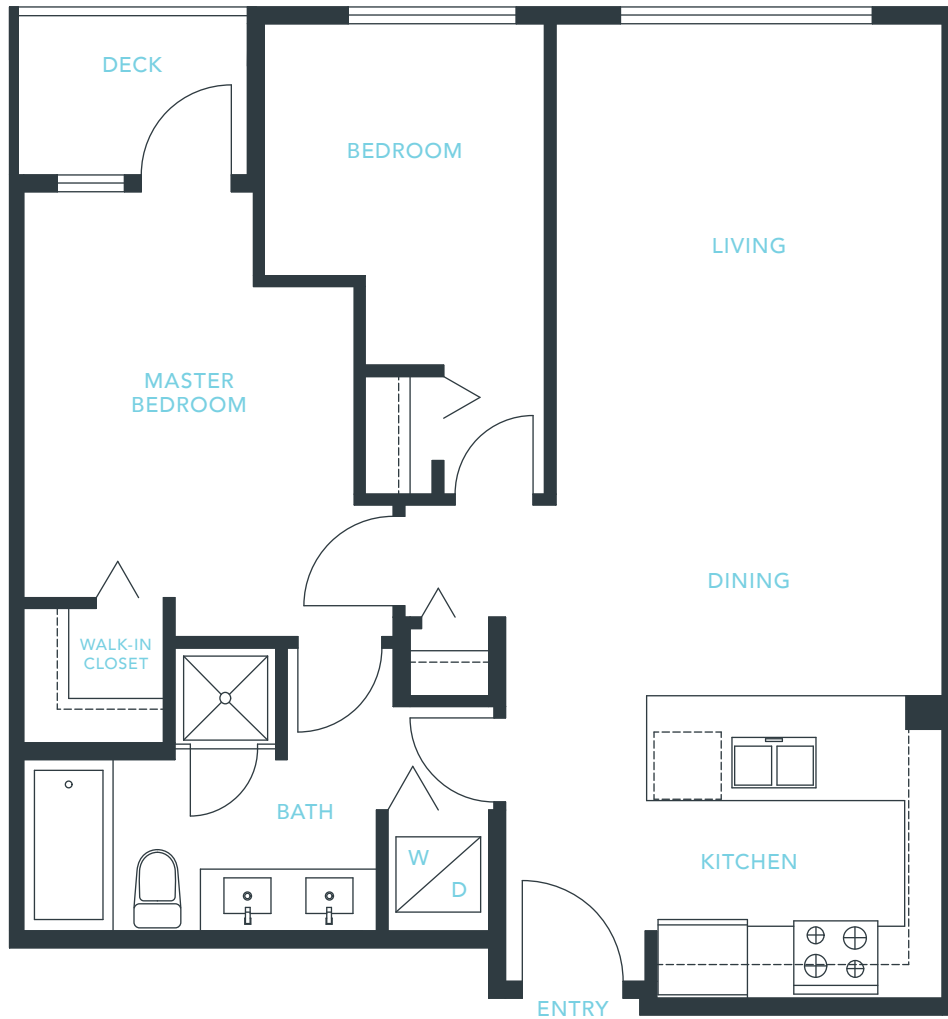 DECK
BEDROOM
LIVING
MASTER
BEDROOM
DINING
WALK-IN
CLOSET
BATH
W
D
KITCHEN
ENTRY